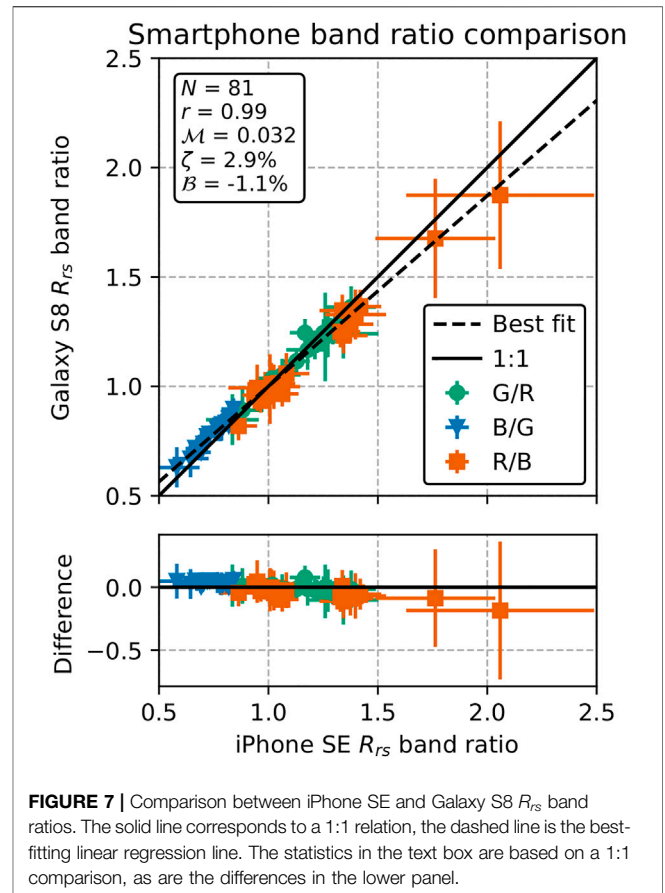 Smartphone band ratio comparison
2.5
2.0
1.5
1.0
0.5
Galaxy S8 Rrs band ratio
N = 81
r = 0.99
ℳ = 0.032
ζ = 2.9%
ℬ = -1.1%
Best fit
1:1
G/R
B/G
R/B
0.0
−0.5
Difference
0.5 1.0 1.5 2.0 2.5
iPhone SE Rrs band ratio
FIGURE 7 | Comparison between iPhone SE and Galaxy S8 Rrs band
ratios. The solid line corresponds to a 1:1 relation, the dashed line is the best-
fitting linear regression line. The statistics in the text box are based on a 1:1
comparison, as are the differences in the lower panel.